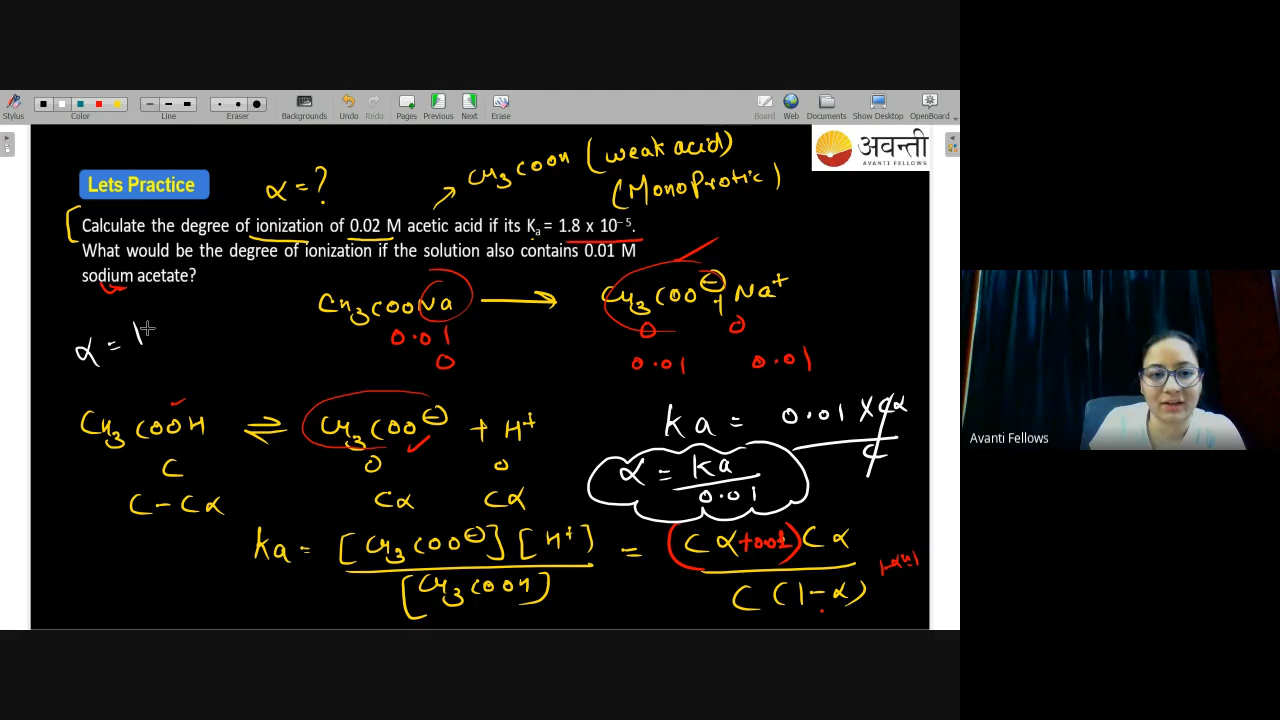 Stylus
Color
Line
Eraser
Backgrounds
Undo
Redo
Pages
Previous
Next
Erase
Board
Web
Documents
Show Desktop
OpenBoard
अवन्ती
AVANTI FELLOWS
Lets Practice
α = ?
CH3COOH (weak acid)
(MonoProtic)
Calculate the degree of ionization of 0.02 M acetic acid if its Ka = 1.8 x 10⁻⁵.
What would be the degree of ionization if the solution also contains 0.01 M
sodium acetate?
CH3COONa ⟶ CH3COO⊖ + Na+
0.01 0 0
0 0.01 0.01
α = 1
CH3COOH ⇌ CH3COO⊖ + H+
C 0 0
C-Cα Cα Cα
Ka = 0.01 × Cα / C
α = Ka / 0.01
Ka = [CH3COO⊖][H+] / [CH3COOH] = (Cα+0.01) Cα / C(1-α)
Avanti Fellows